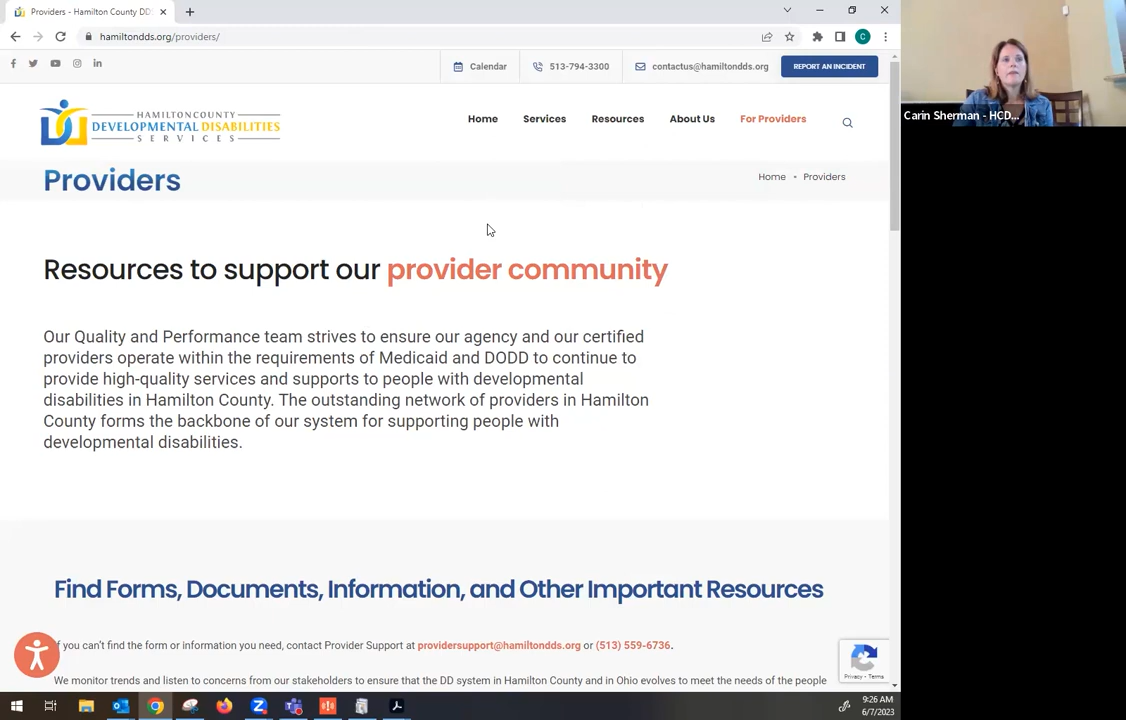 Providers - Hamilton County DDS
hamiltondds.org/providers/
Calendar
513-794-3300
contactus@hamiltondds.org
REPORT AN INCIDENT
HAMILTON COUNTY
DEVELOPMENTAL DISABILITIES
SERVICES
Home
Services
Resources
About Us
For Providers
Providers
Home • Providers
Resources to support our provider community
Our Quality and Performance team strives to ensure our agency and our certified
providers operate within the requirements of Medicaid and DODD to continue to
provide high-quality services and supports to people with developmental
disabilities in Hamilton County. The outstanding network of providers in Hamilton
County forms the backbone of our system for supporting people with
developmental disabilities.
Find Forms, Documents, Information, and Other Important Resources
If you can't find the form or information you need, contact Provider Support at providersupport@hamiltondds.org or (513) 559-6736.
We monitor trends and listen to concerns from our stakeholders to ensure that the DD system in Hamilton County and in Ohio evolves to meet the needs of the people
Privacy - Terms
9:26 AM
6/7/2023
Carin Sherman - HCD...